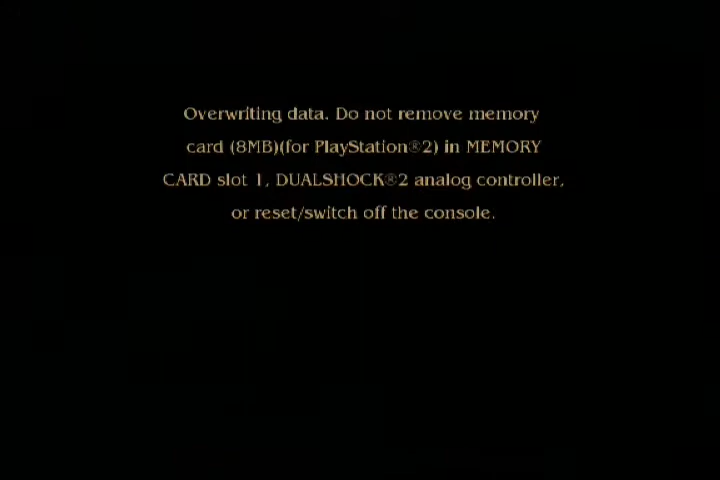 Overwriting data. Do not remove memory
card (8MB)(for PlayStation®2) in MEMORY
CARD slot 1, DUALSHOCK®2 analog controller,
or reset/switch off the console.